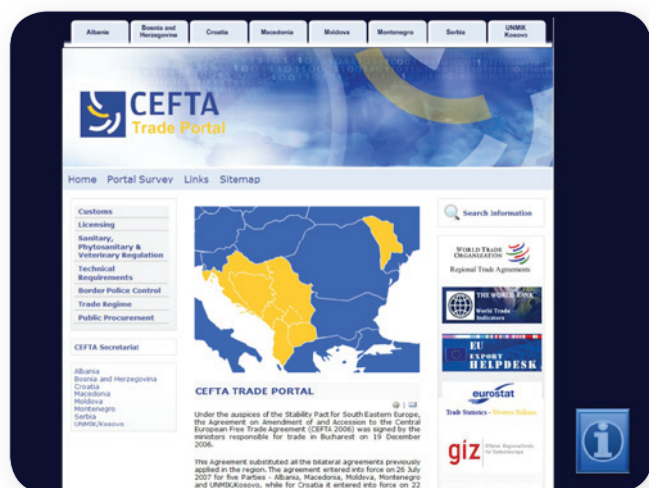 Albania
Bosnia and
Herzegovina
Croatia
Macedonia
Moldova
Montenegro
Serbia
UNMIK
Kosovo
CEFTA
Trade Portal
Home Portal Survey Links Sitemap
Customs
Licensing
Sanitary,
Phytosanitary &
Veterinary Regulation
Technical
Requirements
Border Police Control
Trade Regime
Public Procurement
CEFTA Secretariat
Albania
Bosnia and Herzegovina
Croatia
Macedonia
Moldova
Montenegro
Serbia
UNMIK/Kosovo
CEFTA TRADE PORTAL
Under the auspices of the Stability Pact for South Eastern Europe,
the Agreement on Amendment of and Accession to the Central
European Free Trade Agreement (CEFTA 2006) was signed by the
ministers responsible for trade in Bucharest on 19 December
2006.
This Agreement substituted all the bilateral agreements previously
applied in the region. The agreement entered into force on 26 July
2007 for five Parties - Albania, Macedonia, Moldova, Montenegro
and UNMIK/Kosovo, while for Croatia it entered into force on 22
Search Information
WORLD TRADE
ORGANIZATION
Regional Trade Agreements
THE WORLD BANK
World Trade
Indicators
EU
EXPORT
HELPDESK
eurostat
Trade Statistics - Western Balkans
giz
Offener Regionalfonds
für Südosteuropa
i